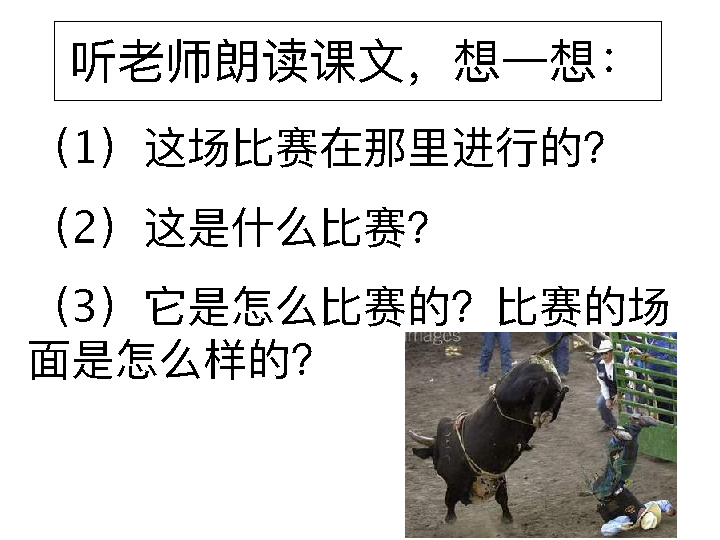 听老师朗读课文，想一想：
（1）这场比赛在那里进行的？
（2）这是什么比赛？
（3）它是怎么比赛的？比赛的场
面是怎么样的？
images